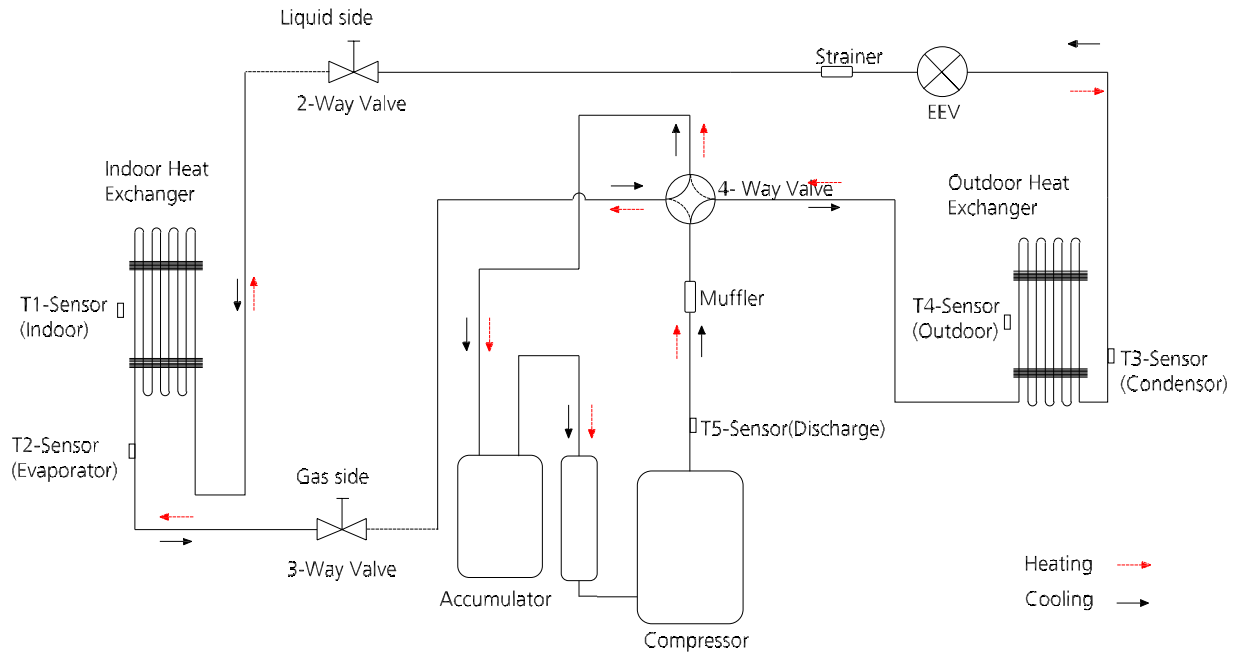 Liquid side
2-Way Valve
Strainer
EEV
Indoor Heat
Exchanger
4- Way Valve
Outdoor Heat
Exchanger
T1-Sensor
(Indoor)
Muffler
T4-Sensor
(Outdoor)
T3-Sensor
(Condensor)
T2-Sensor
(Evaporator)
T5-Sensor(Discharge)
Gas side
3-Way Valve
Accumulator
Compressor
Heating
Cooling